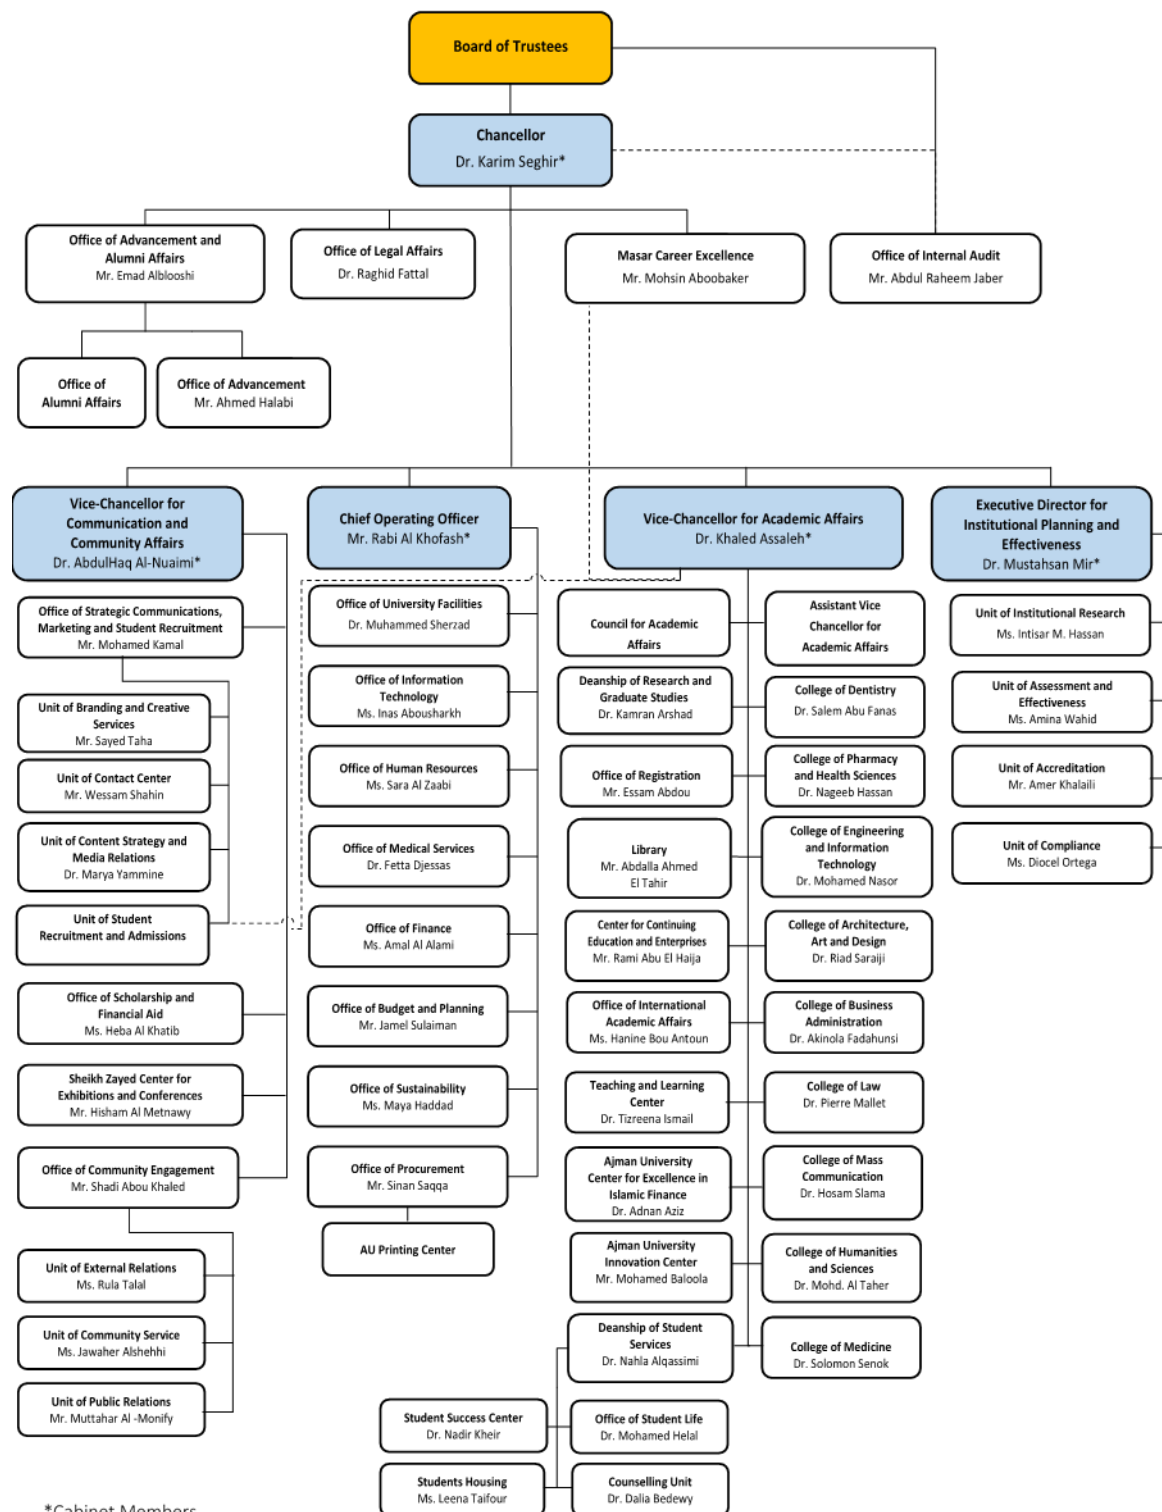 Board of Trustees
Chancellor
Dr. Karim Seghir*
Office of Advancement and
Alumni Affairs
Mr. Emad Alblooshi
Office of Legal Affairs
Dr. Raghid Fattal
Masar Career Excellence
Mr. Mohsin Aboobaker
Office of Internal Audit
Mr. Abdul Raheem Jaber
Office of
Alumni Affairs
Office of Advancement
Mr. Ahmed Halabi
Vice-Chancellor for
Communication and
Community Affairs
Dr. AbdulHaq Al-Nuaimi*
Chief Operating Officer
Mr. Rabi Al Khofash*
Vice-Chancellor for Academic Affairs
Dr. Khaled Assaleh*
Executive Director for
Institutional Planning and
Effectiveness
Dr. Mustahsan Mir*
Office of Strategic Communications,
Marketing and Student Recruitment
Mr. Mohamed Kamal
Unit of Branding and Creative
Services
Mr. Sayed Taha
Unit of Contact Center
Mr. Wessam Shahin
Unit of Content Strategy and
Media Relations
Dr. Marya Yammine
Unit of Student
Recruitment and Admissions
Office of Scholarship and
Financial Aid
Ms. Heba Al Khatib
Sheikh Zayed Center for
Exhibitions and Conferences
Mr. Hisham Al Metnawy
Office of Community Engagement
Mr. Shadi Abou Khaled
Unit of External Relations
Ms. Rula Talal
Unit of Community Service
Ms. Jawaher Alshehhi
Unit of Public Relations
Mr. Muttahar Al -Monify
Office of University Facilities
Dr. Muhammed Sherzad
Office of Information
Technology
Ms. Inas Abousharkh
Office of Human Resources
Ms. Sara Al Zaabi
Office of Medical Services
Dr. Fetta Djessas
Office of Finance
Ms. Amal Al Alami
Office of Budget and Planning
Mr. Jamel Sulaiman
Office of Sustainability
Ms. Maya Haddad
Office of Procurement
Mr. Sinan Saqqa
AU Printing Center
Council for Academic
Affairs
Deanship of Research and
Graduate Studies
Dr. Kamran Arshad
Office of Registration
Mr. Essam Abdou
Library
Mr. Abdalla Ahmed
El Tahir
Center for Continuing
Education and Enterprises
Mr. Rami Abu El Haija
Office of International
Academic Affairs
Ms. Hanine Bou Antoun
Teaching and Learning
Center
Dr. Tizreena Ismail
Ajman University
Center for Excellence in
Islamic Finance
Dr. Adnan Aziz
Ajman University
Innovation Center
Mr. Mohamed Baloola
Deanship of Student
Services
Dr. Nahla Alqassimi
Assistant Vice
Chancellor for
Academic Affairs
College of Dentistry
Dr. Salem Abu Fanas
College of Pharmacy
and Health Sciences
Dr. Nageeb Hassan
College of Engineering
and Information
Technology
Dr. Mohamed Nasor
College of Architecture,
Art and Design
Dr. Riad Saraiji
College of Business
Administration
Dr. Akinola Fadahunsi
College of Law
Dr. Pierre Mallet
College of Mass
Communication
Dr. Hosam Slama
College of Humanities
and Sciences
Dr. Mohd. Al Taher
College of Medicine
Dr. Solomon Senok
Student Success Center
Dr. Nadir Kheir
Office of Student Life
Dr. Mohamed Helal
Students Housing
Ms. Leena Taifour
Counselling Unit
Dr. Dalia Bedewy
Unit of Institutional Research
Ms. Intisar M. Hassan
Unit of Assessment and
Effectiveness
Ms. Amina Wahid
Unit of Accreditation
Mr. Amer Khalaili
Unit of Compliance
Ms. Diocel Ortega
*Cabinet Members